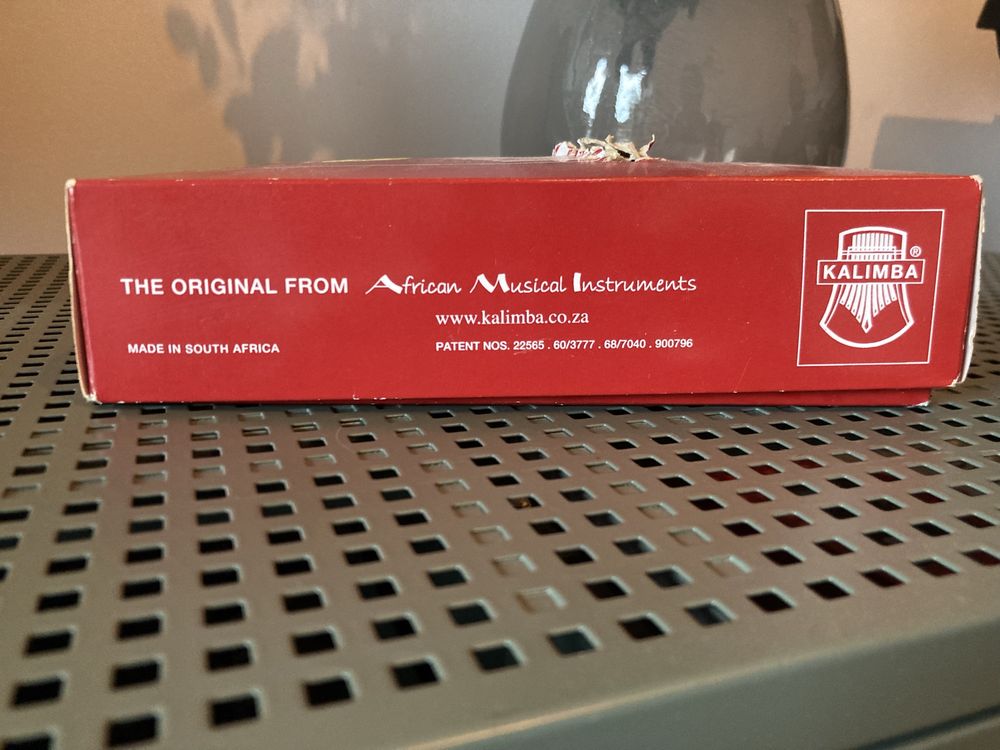 THE ORIGINAL FROM African Musical Instruments
www.kalimba.co.za
MADE IN SOUTH AFRICA
PATENT NOS. 22565 . 60/3777 . 68/7040 . 900796
KALIMBA®